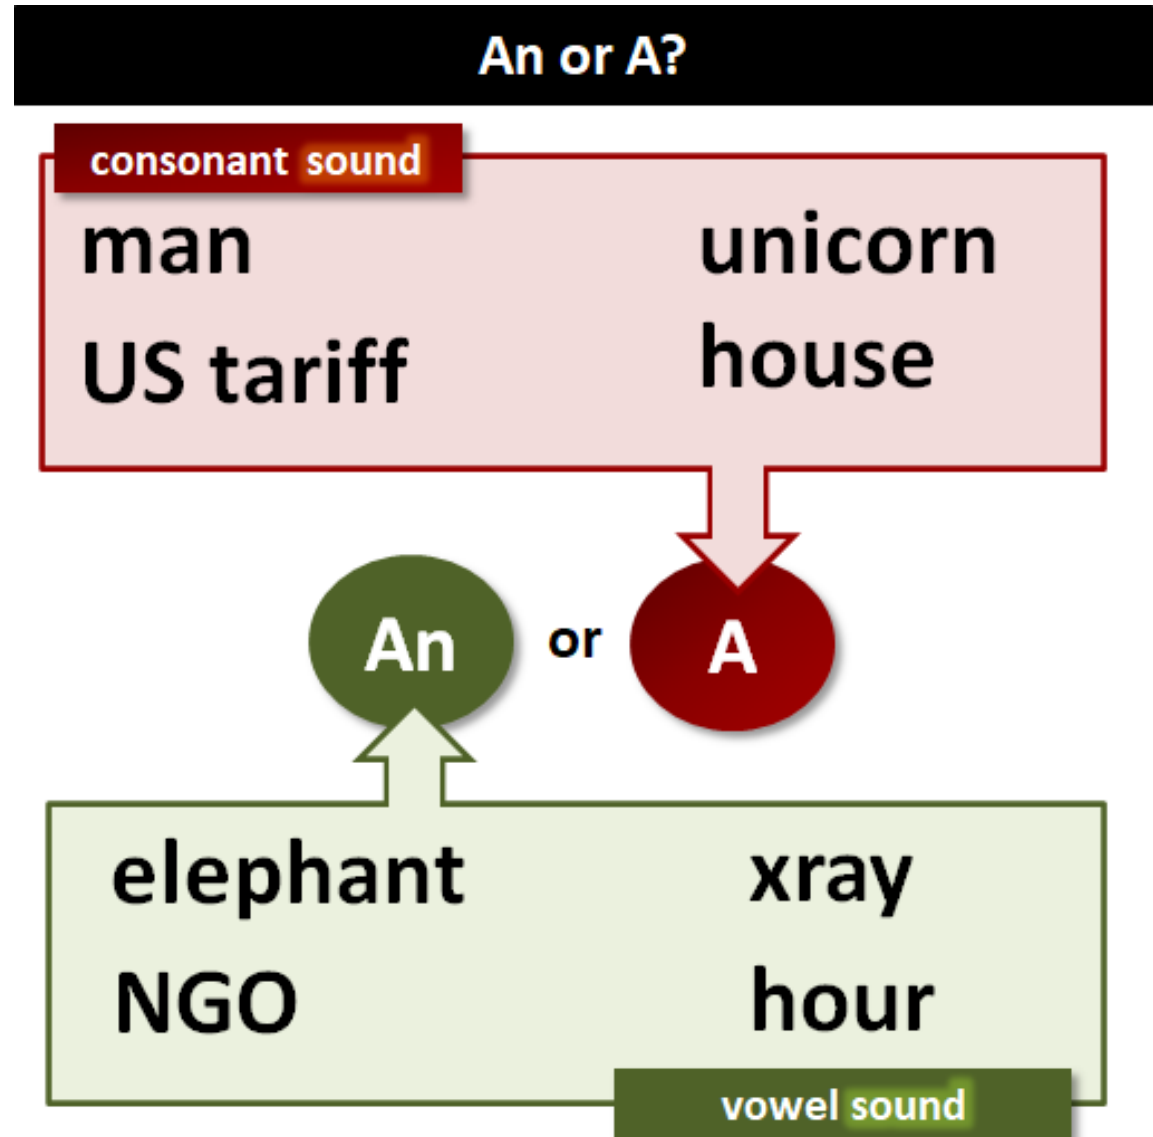 An or A?
consonant sound
man
unicorn
US tariff
house
An or A
elephant
xray
NGO
hour
vowel sound